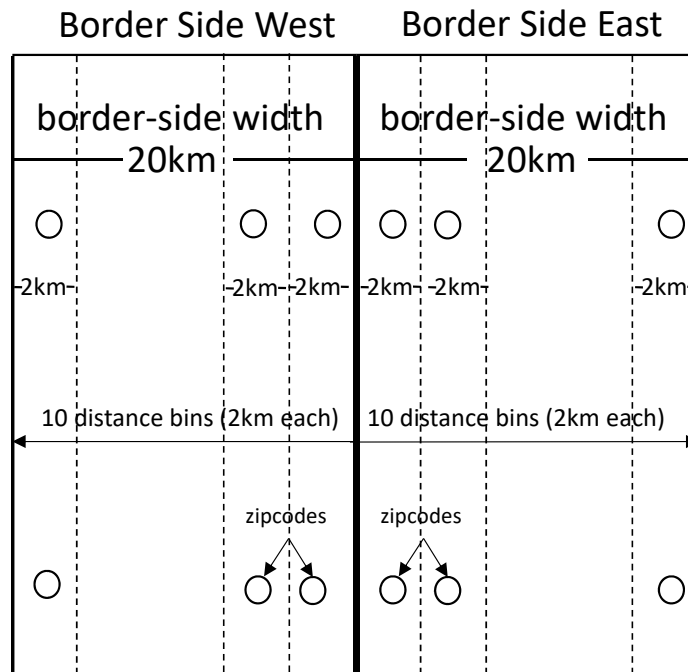 Border Side West
Border Side East
border-side width
20km
border-side width
20km
2km
2km
2km
2km
2km
2km
10 distance bins (2km each)
10 distance bins (2km each)
zipcodes
zipcodes